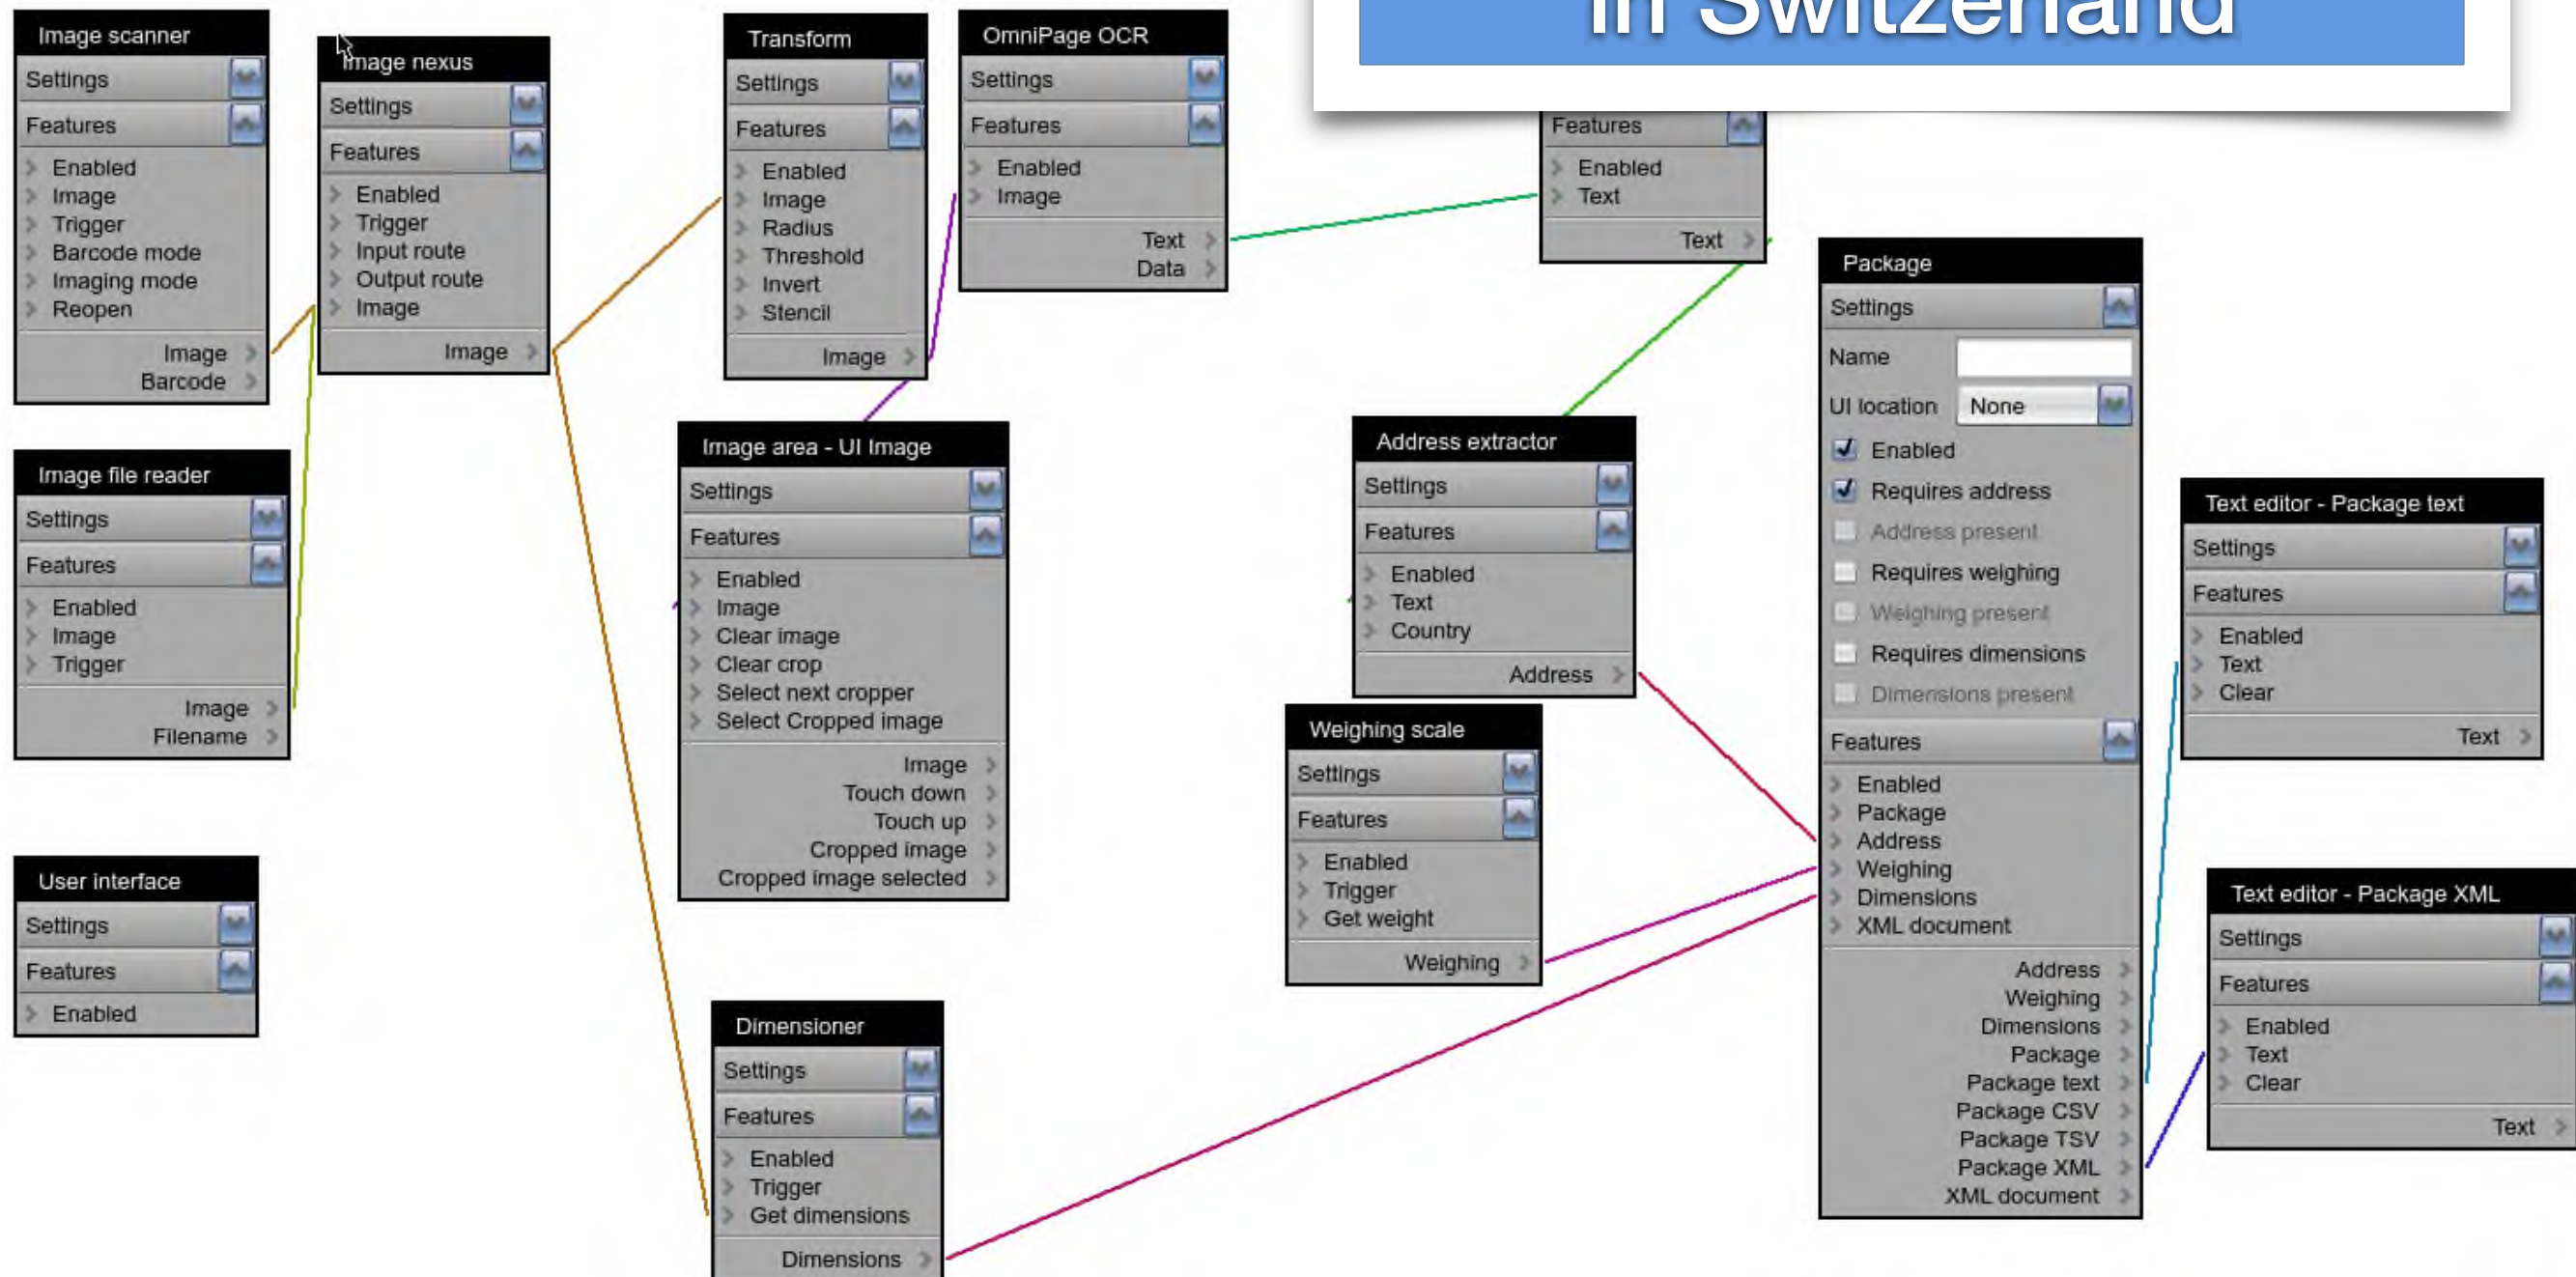 in Switzerland
Image scanner
Settings
Features
Enabled
Image
Trigger
Barcode mode
Imaging mode
Reopen
Image
Barcode
Image nexus
Settings
Features
Enabled
Trigger
Input route
Output route
Image
Image
Transform
Settings
Features
Enabled
Image
Radius
Threshold
Invert
Stencil
Image
OmniPage OCR
Settings
Features
Enabled
Image
Text
Data
Features
Enabled
Text
Text
Image file reader
Settings
Features
Enabled
Image
Trigger
Image
Filename
Image area - UI Image
Settings
Features
Enabled
Image
Clear image
Clear crop
Select next cropper
Select Cropped image
Image
Touch down
Touch up
Cropped image
Cropped image selected
Address extractor
Settings
Features
Enabled
Text
Country
Address
Weighing scale
Settings
Features
Enabled
Trigger
Get weight
Weighing
Package
Settings
Name
UI location None
Enabled
Requires address
Address present
Requires weighing
Weighing present
Requires dimensions
Dimensions present
Features
Enabled
Package
Address
Weighing
Dimensions
XML document
Address
Weighing
Dimensions
Package
Package text
Package CSV
Package TSV
Package XML
XML document
Text editor - Package text
Settings
Features
Enabled
Text
Clear
Text
Text editor - Package XML
Settings
Features
Enabled
Text
Clear
Text
User interface
Settings
Features
Enabled
Dimensioner
Settings
Features
Enabled
Trigger
Get dimensions
Dimensions